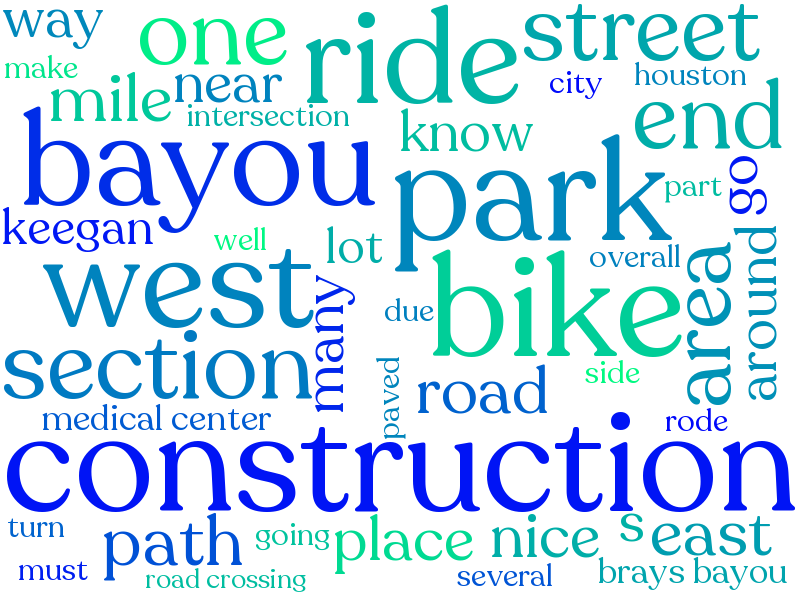 way
one
ride
street
make
mile
near
city
houston
intersection
know
end
bayou
park
part
go
keegan
well
lot
overall
around
west
many
due
bike
area
section
paved
road
side
medical center
rode
construction
turn
path
going
place
nice
s
east
must
road crossing
several
brays bayou